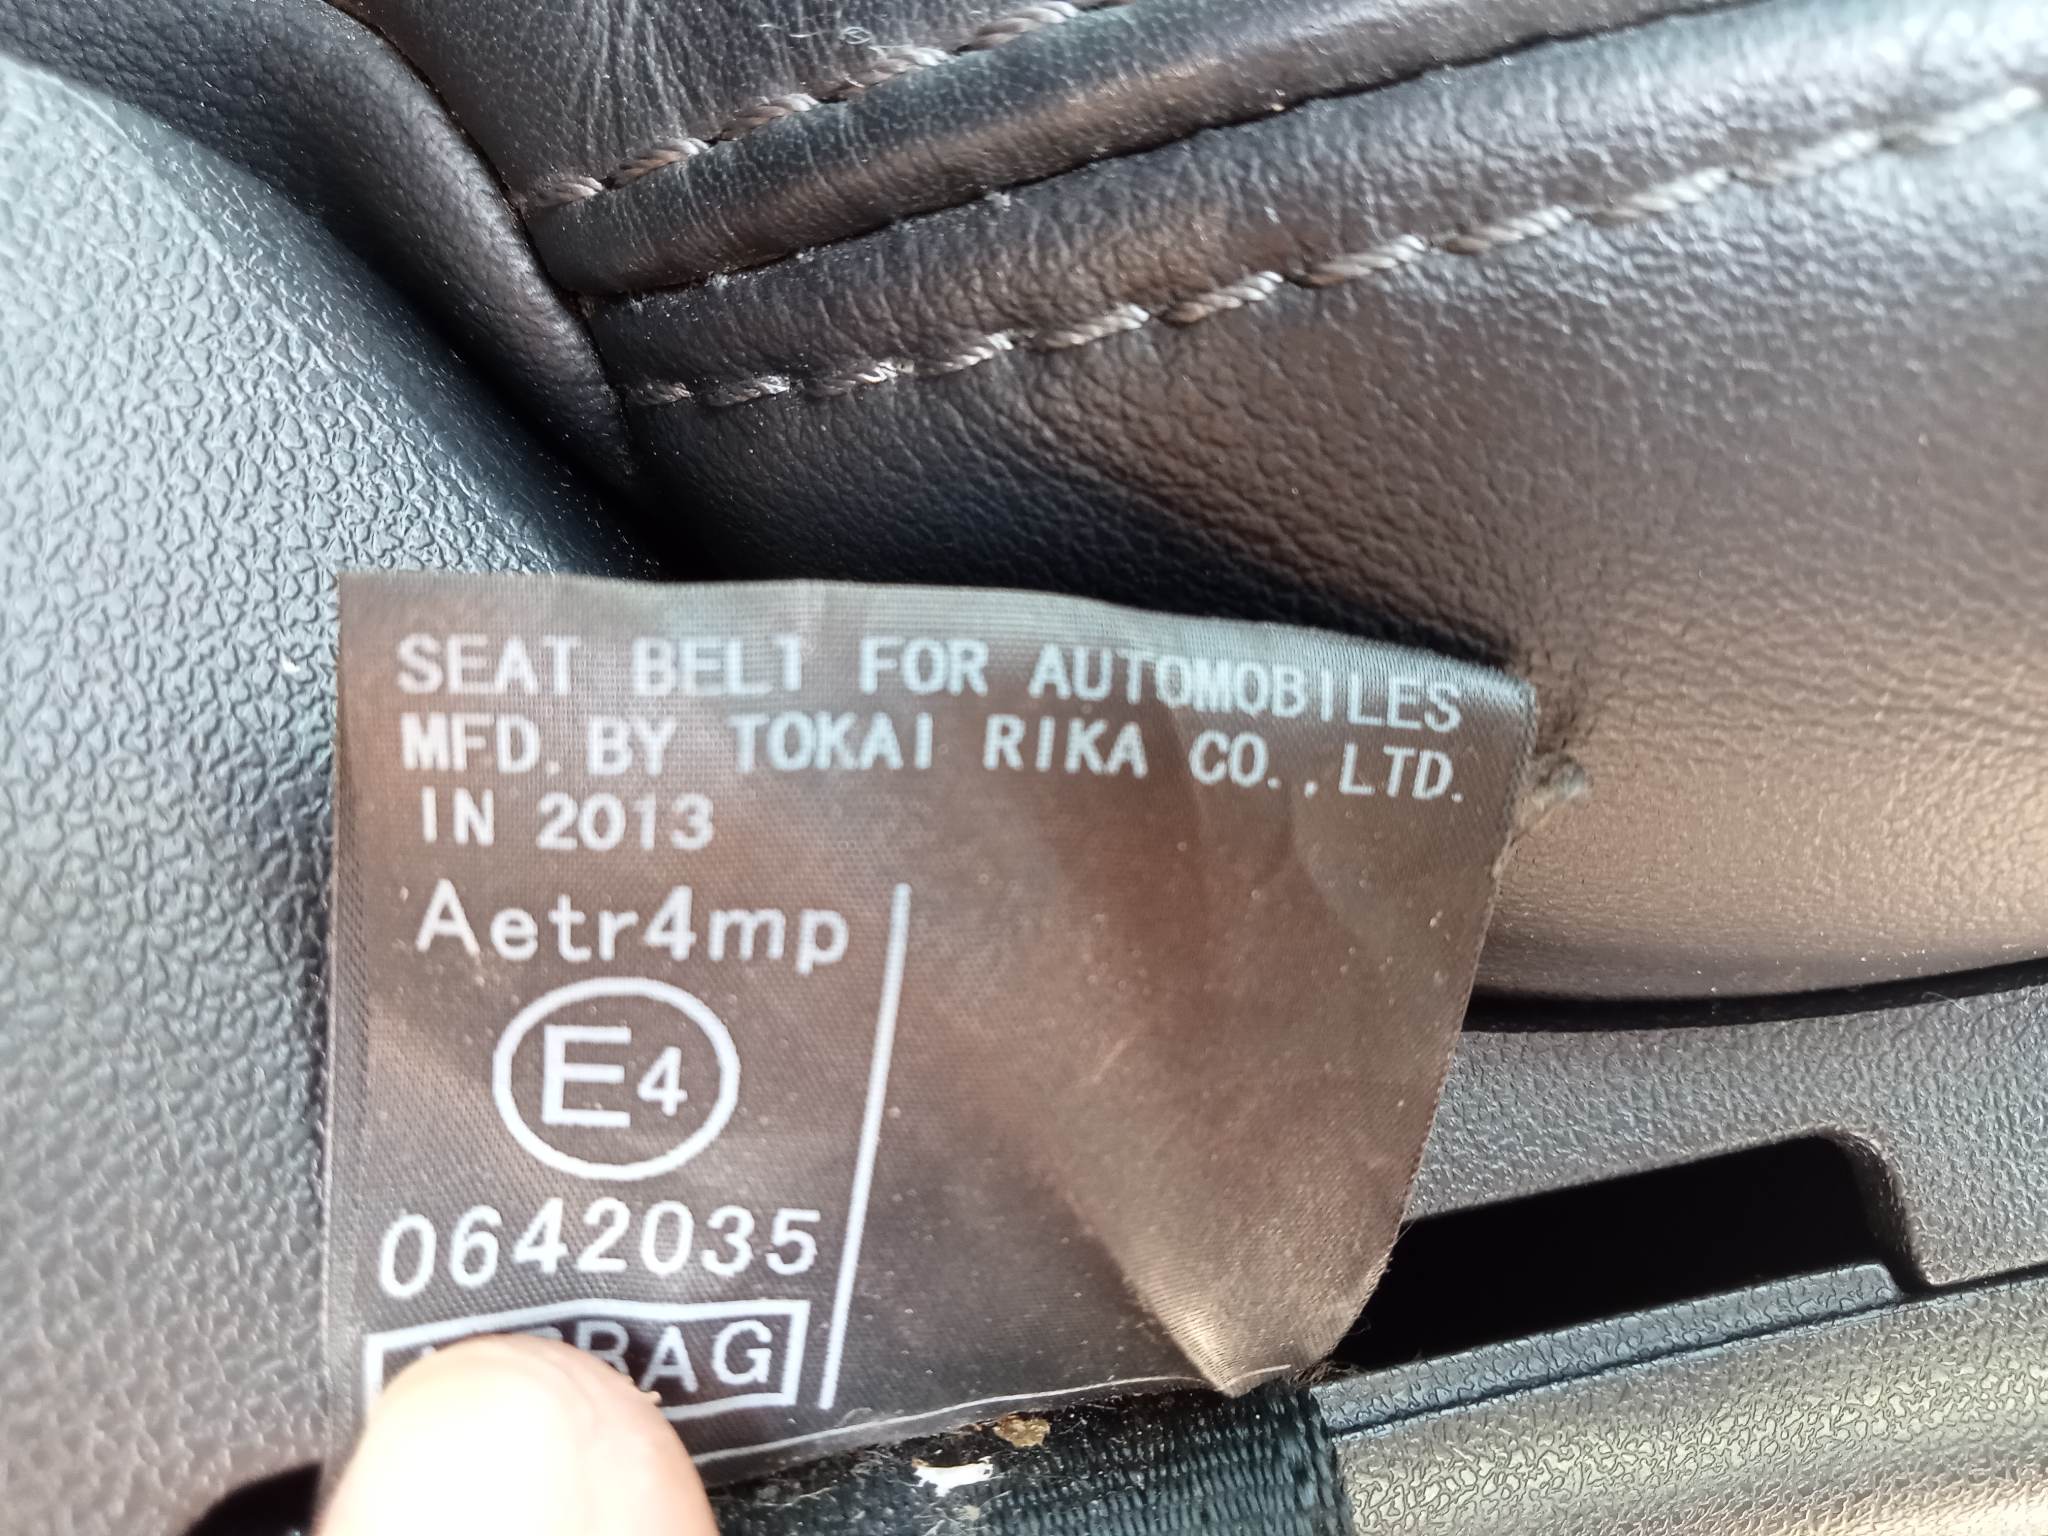 SEAT BELT FOR AUTOMOBILES
MFD. BY TOKAI RIKA CO., LTD.
IN 2013
Aetr4mp
E4
0642035